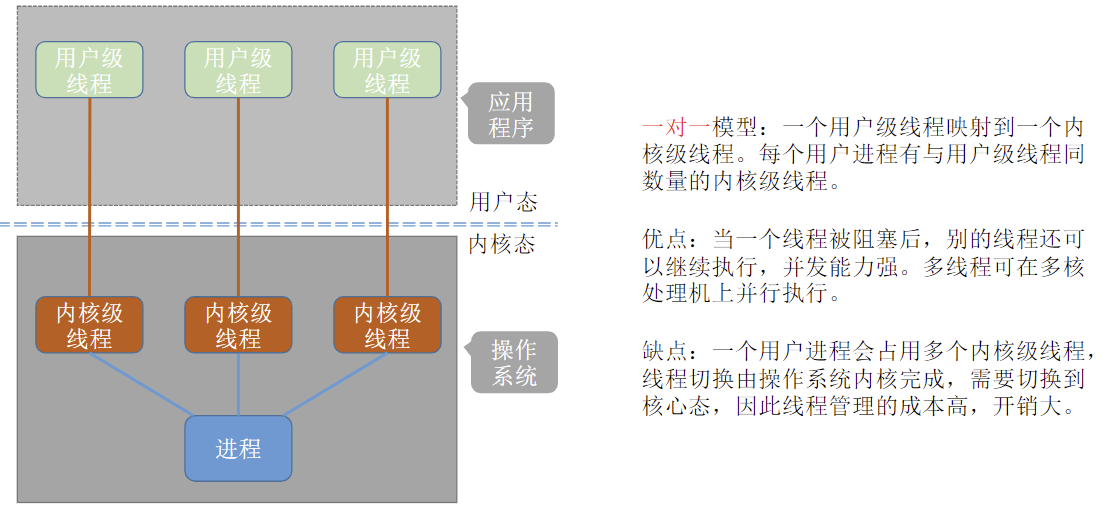 用户级
线程
用户级
线程
用户级
线程
应用
程序
用户态
内核态
内核级
线程
内核级
线程
内核级
线程
操作
系统
进程
一对一模型：一个用户级线程映射到一个内
核级线程。每个用户进程有与用户级线程同
数量的内核级线程。
优点：当一个线程被阻塞后，别的线程还可
以继续执行，并发能力强。多线程可在多核
处理机上并行执行。
缺点：一个用户进程会占用多个内核级线程，
线程切换由操作系统内核完成，需要切换到
核心态，因此线程管理的成本高，开销大。